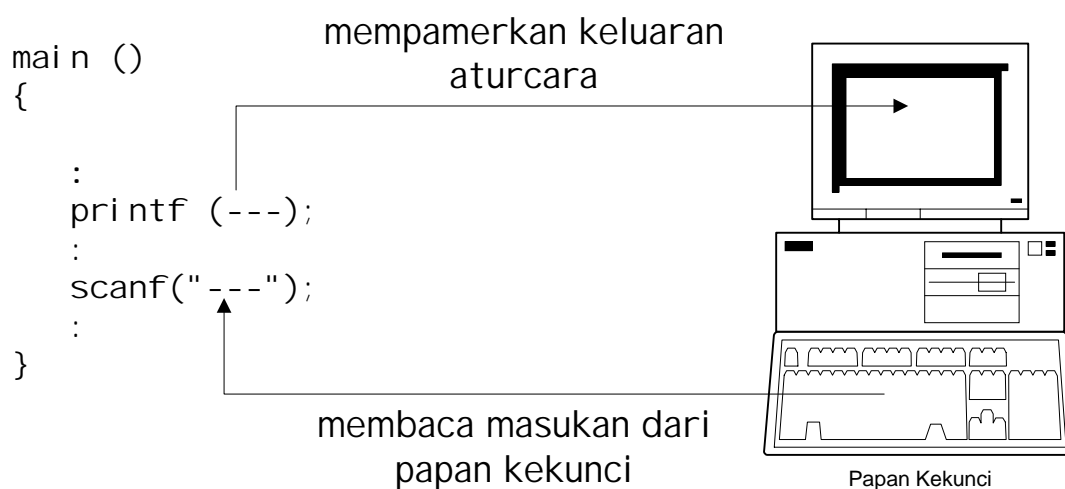 mempamerkan keluaran
aturcara
main ()
{
:
printf (---);
:
scanf("---");
:
}
membaca masukan dari
papan kekunci
Papan Kekunci